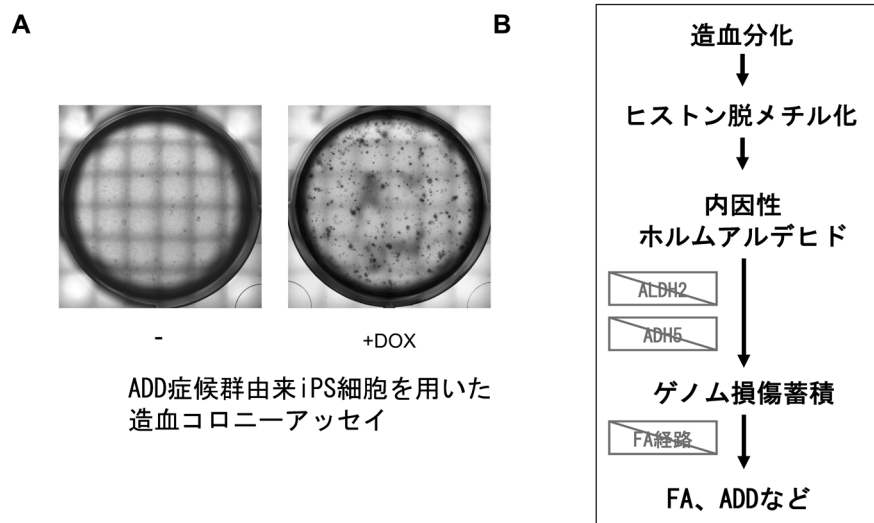 A
-
+DOX
ADD症候群由来iPS細胞を用いた
造血コロニーアッセイ
B
造血分化
ヒストン脱メチル化
内因性
ホルムアルデヒド
ALDH2
ADH5
ゲノム損傷蓄積
FA経路
FA、ADDなど